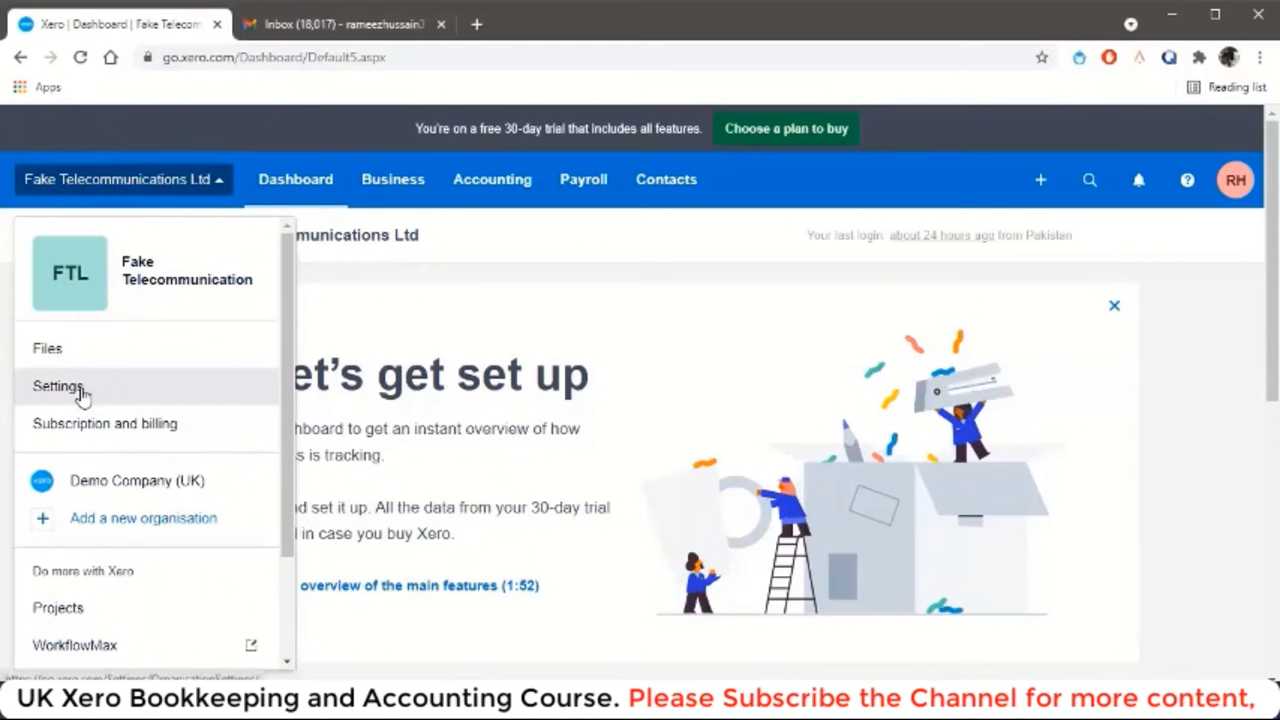 Xero | Dashboard | Fake Telecom
Inbox (18,017) - rameezhussain3
go.xero.com/Dashboard/Default5.aspx
Apps
Reading list
You're on a free 30-day trial that includes all features.
Choose a plan to buy
Fake Telecommunications Ltd
Dashboard
Business
Accounting
Payroll
Contacts
RH
munications Ltd
Your last login: about 24 hours ago from Pakistan
FTL
Fake
Telecommunication
Files
Settings
Subscription and billing
xero
Demo Company (UK)
Add a new organisation
Do more with Xero
Projects
WorkflowMax
et's get set up
hboard to get an instant overview of how
s is tracking.
nd set it up. All the data from your 30-day trial
l in case you buy Xero.
overview of the main features (1:52)
UK Xero Bookkeeping and Accounting Course. Please Subscribe the Channel for more content,